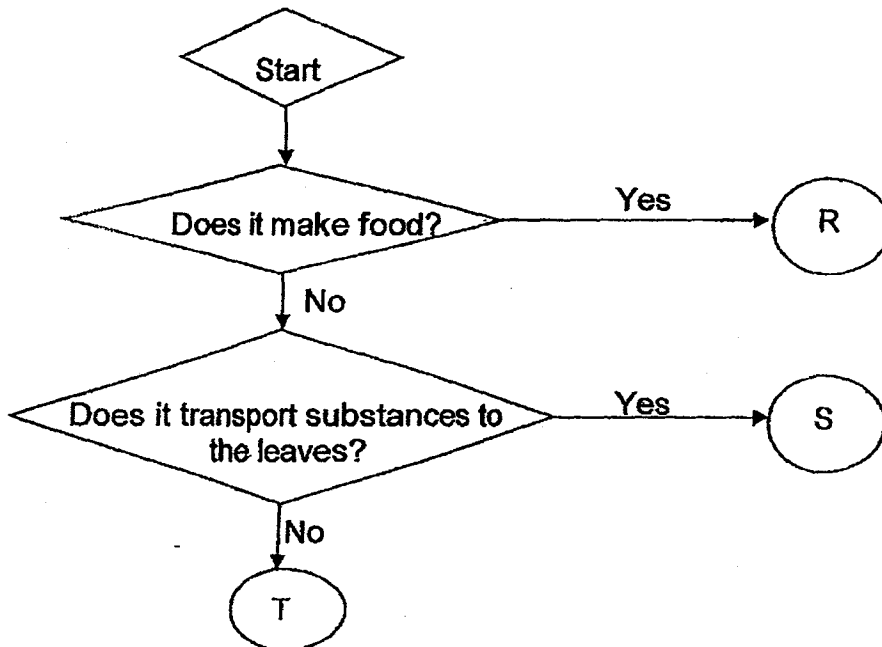 Start
Does it make food?
Yes
R
No
Does it transport substances to
the leaves?
Yes
S
No
T